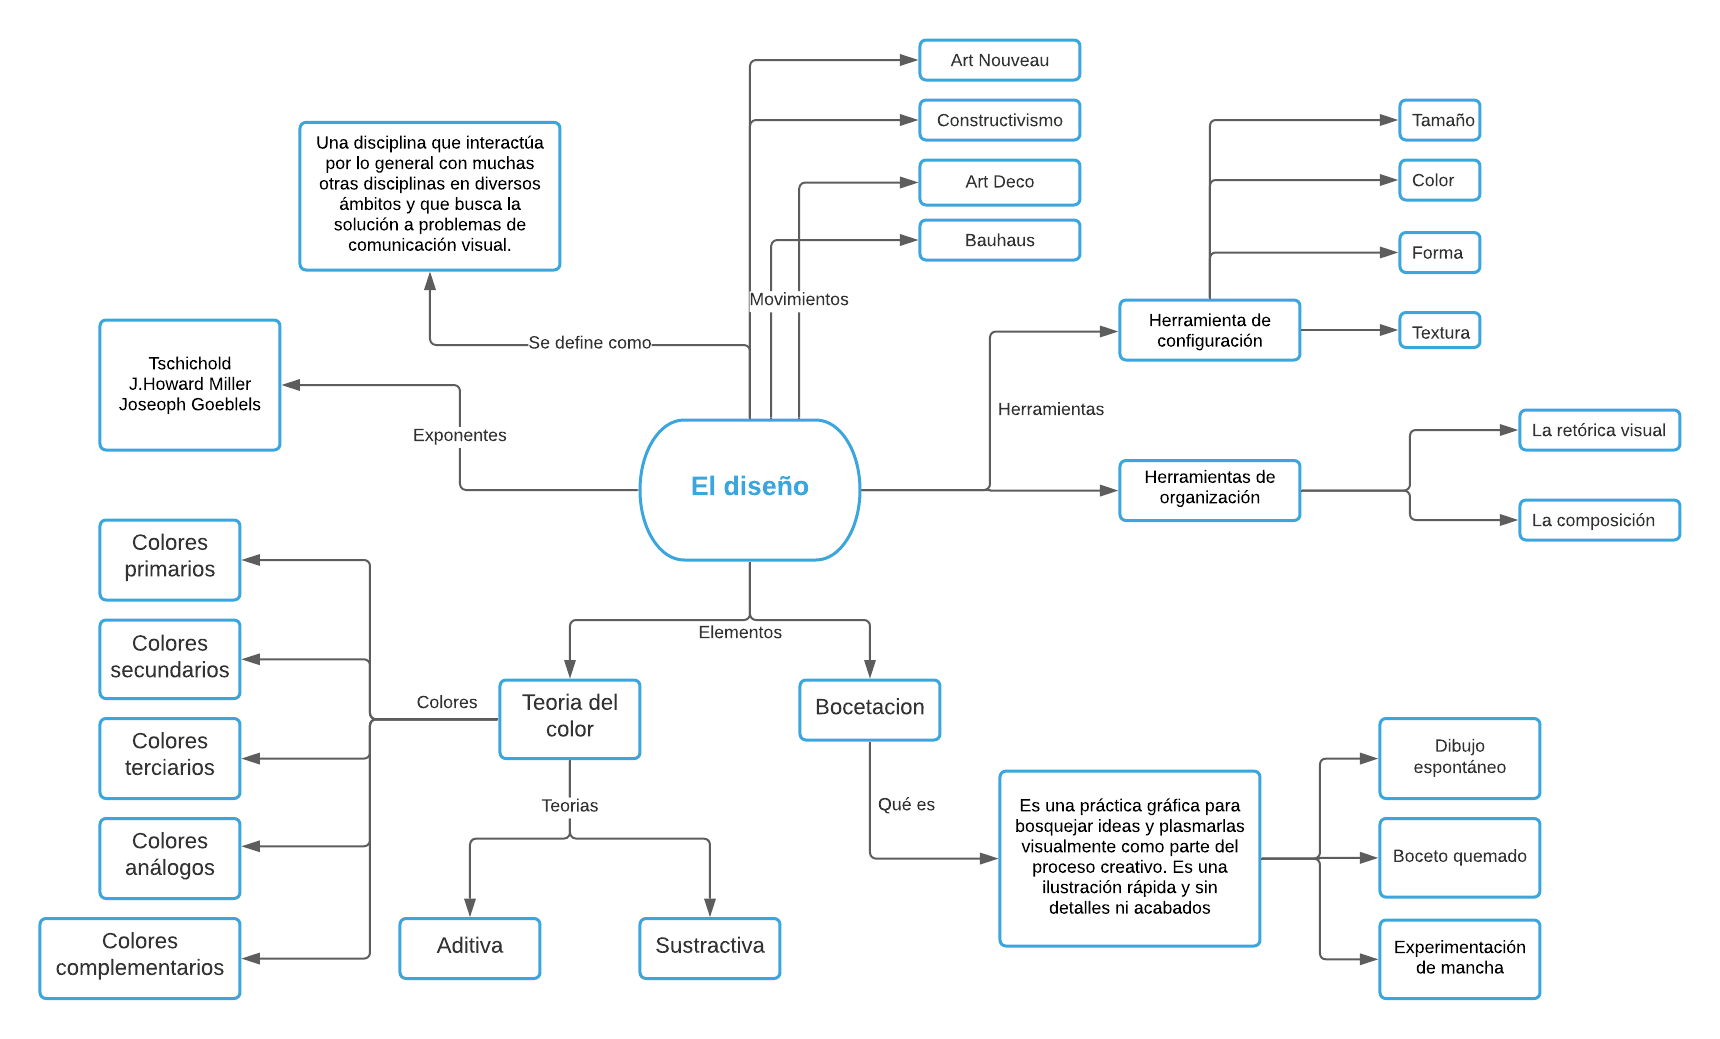 Art Nouveau
Constructivismo
Art Deco
Bauhaus
Movimientos
Una disciplina que interactúa
por lo general con muchas
otras disciplinas en diversos
ámbitos y que busca la
solución a problemas de
comunicación visual.
Se define como
Tschichold
J.Howard Miller
Joseoph Goeblels
Exponentes
El diseño
Herramientas
Herramienta de
configuración
Tamaño
Color
Forma
Textura
Herramientas de
organización
La retórica visual
La composición
Elementos
Teoria del
color
Colores
Colores
primarios
Colores
secundarios
Colores
terciarios
Colores
análogos
Colores
complementarios
Teorias
Aditiva
Sustractiva
Bocetacion
Qué es
Es una práctica gráfica para
bosquejar ideas y plasmarlas
visualmente como parte del
proceso creativo. Es una
ilustración rápida y sin
detalles ni acabados
Dibujo
espontáneo
Boceto quemado
Experimentación
de mancha